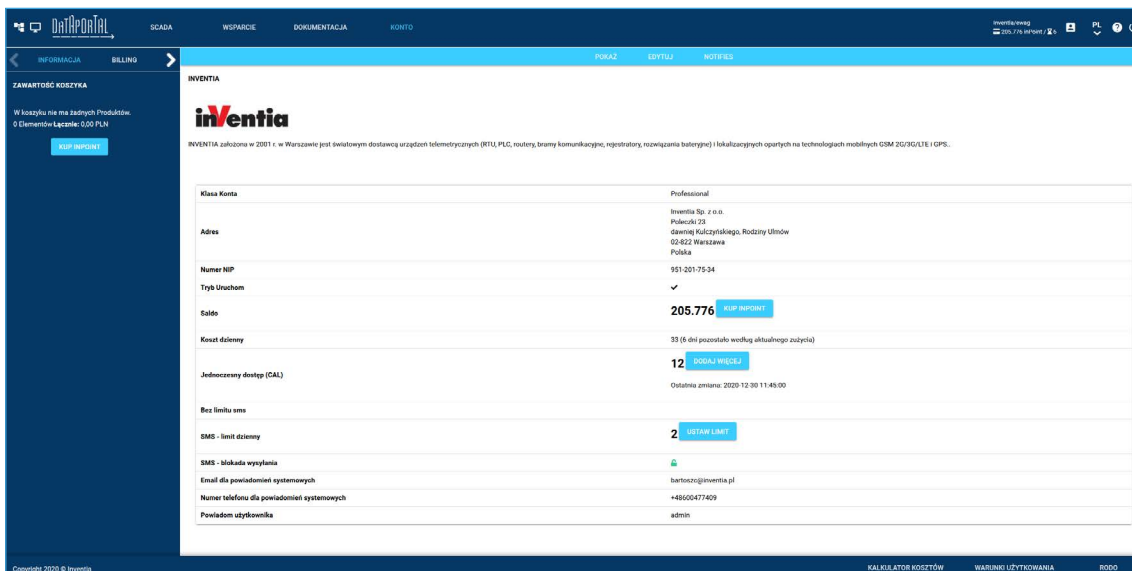 DATAPORTAL
SCADA
WSPARCIE
DOKUMENTACJA
KONTO
Inventia/ewag
205.776 inPoint / 6
PL
INFORMACJA
BILLING
POKAŻ
EDYTUJ
NOTIFIES
ZAWARTOŚĆ KOSZYKA
W koszyku nie ma żadnych Produktów.
0 Elementów Łącznie: 0,00 PLN
KUP INPOINT
INVENTIA
inVentia
INVENTIA założona w 2001 r. w Warszawie jest światowym dostawcą urządzeń telemetrycznych (RTU, PLC, routery, bramy komunikacyjne, rejestratory, rozwiązania bateryjne) i lokalizacyjnych opartych na technologiach mobilnych GSM 2G/3G/LTE i GPS..
Klasa Konta
Professional
Adres
Inventia Sp. z o.o.
Poleczki 23
dawniej Kulczyńskiego, Rodziny Ulmów
02-822 Warszawa
Polska
Numer NIP
951-201-75-34
Tryb Uruchom
Saldo
205.776 KUP INPOINT
Koszt dzienny
33 (6 dni pozostało według aktualnego zużycia)
Jednoczesny dostęp (CAL)
12 DODAJ WIĘCEJ
Ostatnia zmiana: 2020-12-30 11:45:00
Bez limitu sms
SMS - limit dzienny
2 USTAW LIMIT
SMS - blokada wysyłania
Email dla powiadomień systemowych
bartoszc@inventia.pl
Numer telefonu dla powiadomień systemowych
+48600477409
Powiadom użytkownika
admin
Copyright 2020 © Inventia
KALKULATOR KOSZTÓW
WARUNKI UŻYTKOWANIA
RODO